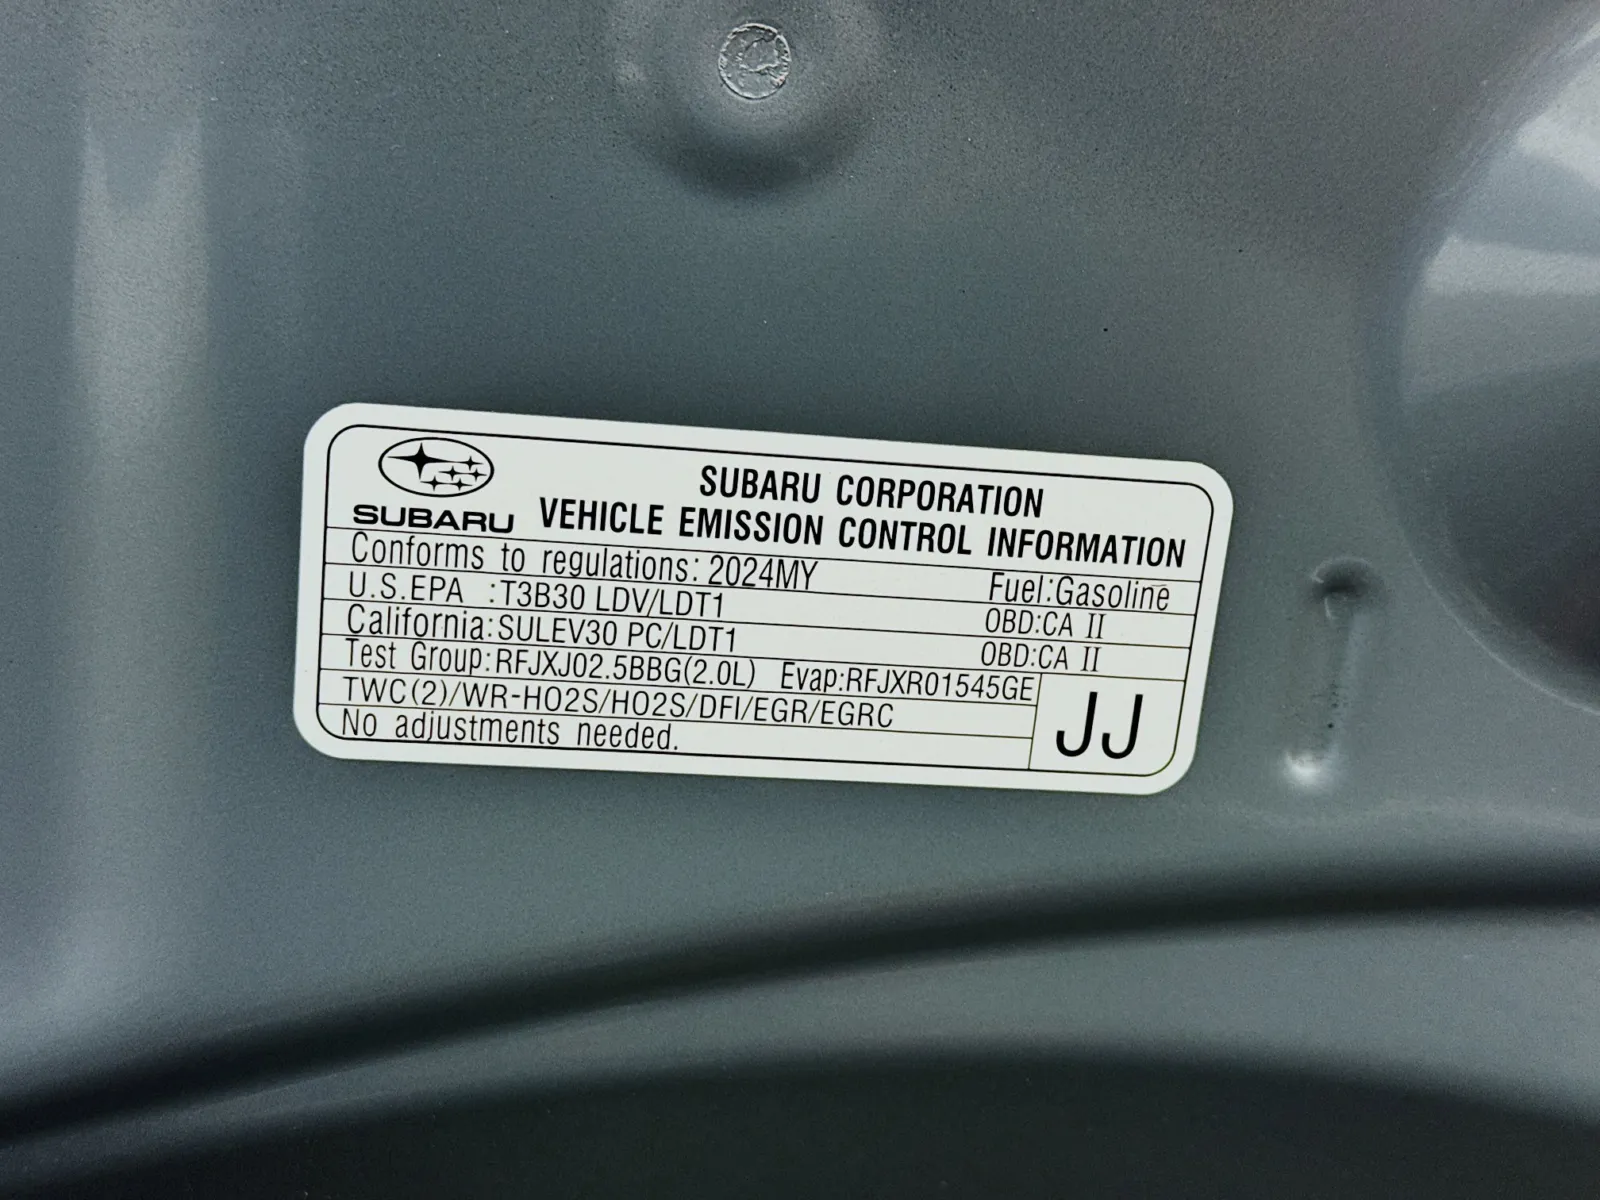 SUBARU CORPORATION
SUBARU VEHICLE EMISSION CONTROL INFORMATION
Conforms to regulations: 2024MY Fuel:Gasoline
U.S.EPA :T3B30 LDV/LDT1 OBD:CA II
California:SULEV30 PC/LDT1 OBD:CA II
Test Group:RFJXJ02.5BBG(2.0L) Evap:RFJXR01545GE
TWC(2)/WR-HO2S/HO2S/DFI/EGR/EGRC
No adjustments needed.
JJ